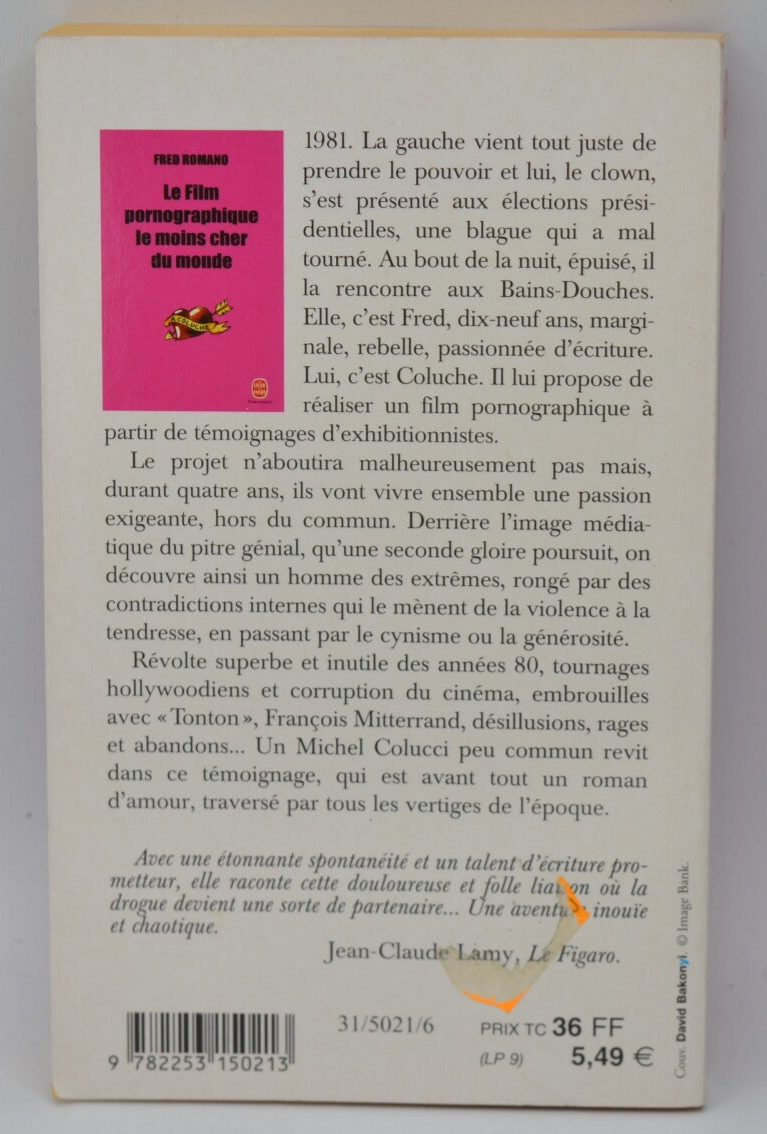 FRED ROMANO
Le Film
pornographique
le moins cher
du monde
COLUCHE
1981. La gauche vient tout juste de
prendre le pouvoir et lui, le clown,
s'est présenté aux élections prési-
dentielles, une blague qui a mal
tourné. Au bout de la nuit, épuisé, il
la rencontre aux Bains-Douches.
Elle, c'est Fred, dix-neuf ans, margi-
nale, rebelle, passionnée d'écriture.
Lui, c'est Coluche. Il lui propose de
réaliser un film pornographique à
partir de témoignages d'exhibitionnistes.
Le projet n'aboutira malheureusement pas mais,
durant quatre ans, ils vont vivre ensemble une passion
exigeante, hors du commun. Derrière l'image média-
tique du pitre génial, qu'une seconde gloire poursuit, on
découvre ainsi un homme des extrêmes, rongé par des
contradictions internes qui le mènent de la violence à la
tendresse, en passant par le cynisme ou la générosité.
Révolte superbe et inutile des années 80, tournages
hollywoodiens et corruption du cinéma, embrouilles
avec « Tonton », François Mitterrand, désillusions, rages
et abandons... Un Michel Colucci peu commun revit
dans ce témoignage, qui est avant tout un roman
d'amour, traversé par tous les vertiges de l'époque.
Avec une étonnante spontanéité et un talent d'écriture pro-
metteur, elle raconte cette douloureuse et folle liaison où la
drogue devient une sorte de partenaire... Une aventure inouïe
et chaotique.
Jean-Claude Lamy, Le Figaro.
Couv. David Bakonyi. © Image Bank.
31/5021/6
PRIX TC 36 FF
(LP 9) 5,49 €
9 782253 150213